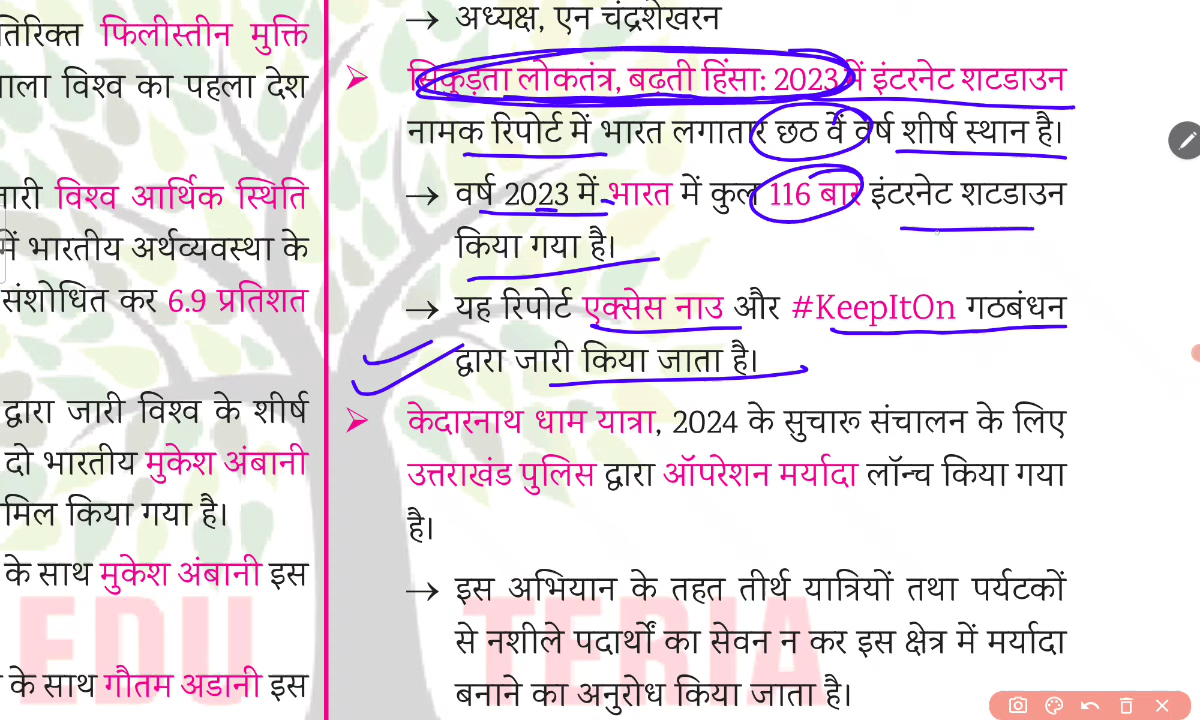 तिरिक्त फिलीस्तीन मुक्ति
ाला विश्व का पहला देश
ारी विश्व आर्थिक स्थिति
में भारतीय अर्थव्यवस्था के
संशोधित कर 6.9 प्रतिशत
द्वारा जारी विश्व के शीर्ष
दो भारतीय मुकेश अंबानी
मिल किया गया है।
के साथ मुकेश अंबानी इस
के साथ गौतम अडानी इस
→ अध्यक्ष, एन चंद्रशेखरन
➢ सिकुड़ता लोकतंत्र, बढ़ती हिंसा: 2023 में इंटरनेट शटडाउन
नामक रिपोर्ट में भारत लगातार छठ वें वर्ष शीर्ष स्थान है।
→ वर्ष 2023 में भारत में कुल 116 बार इंटरनेट शटडाउन
किया गया है।
→ यह रिपोर्ट एक्सेस नाउ और #KeepItOn गठबंधन
द्वारा जारी किया जाता है।
➢ केदारनाथ धाम यात्रा, 2024 के सुचारू संचालन के लिए
उत्तराखंड पुलिस द्वारा ऑपरेशन मर्यादा लॉन्च किया गया
है।
→ इस अभियान के तहत तीर्थ यात्रियों तथा पर्यटकों
से नशीले पदार्थों का सेवन न कर इस क्षेत्र में मर्यादा
बनाने का अनुरोध किया जाता है।
EDU TERIA